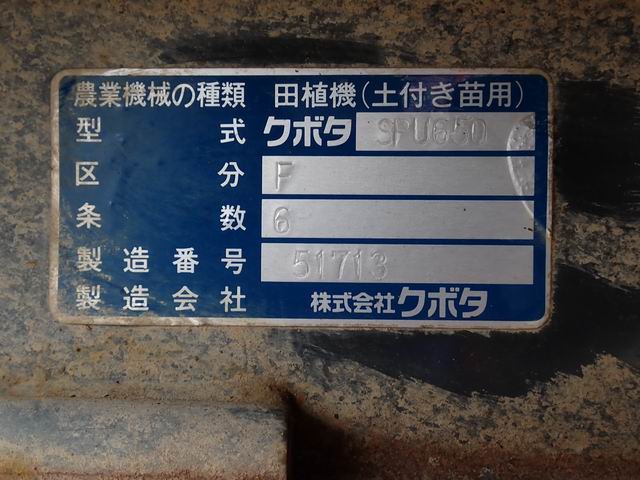 農業機械の種類 田植機(土付き苗用)
型式 クボタ SPU650
区分 F
条数 6
製造番号 51713
製造会社 株式会社クボタ